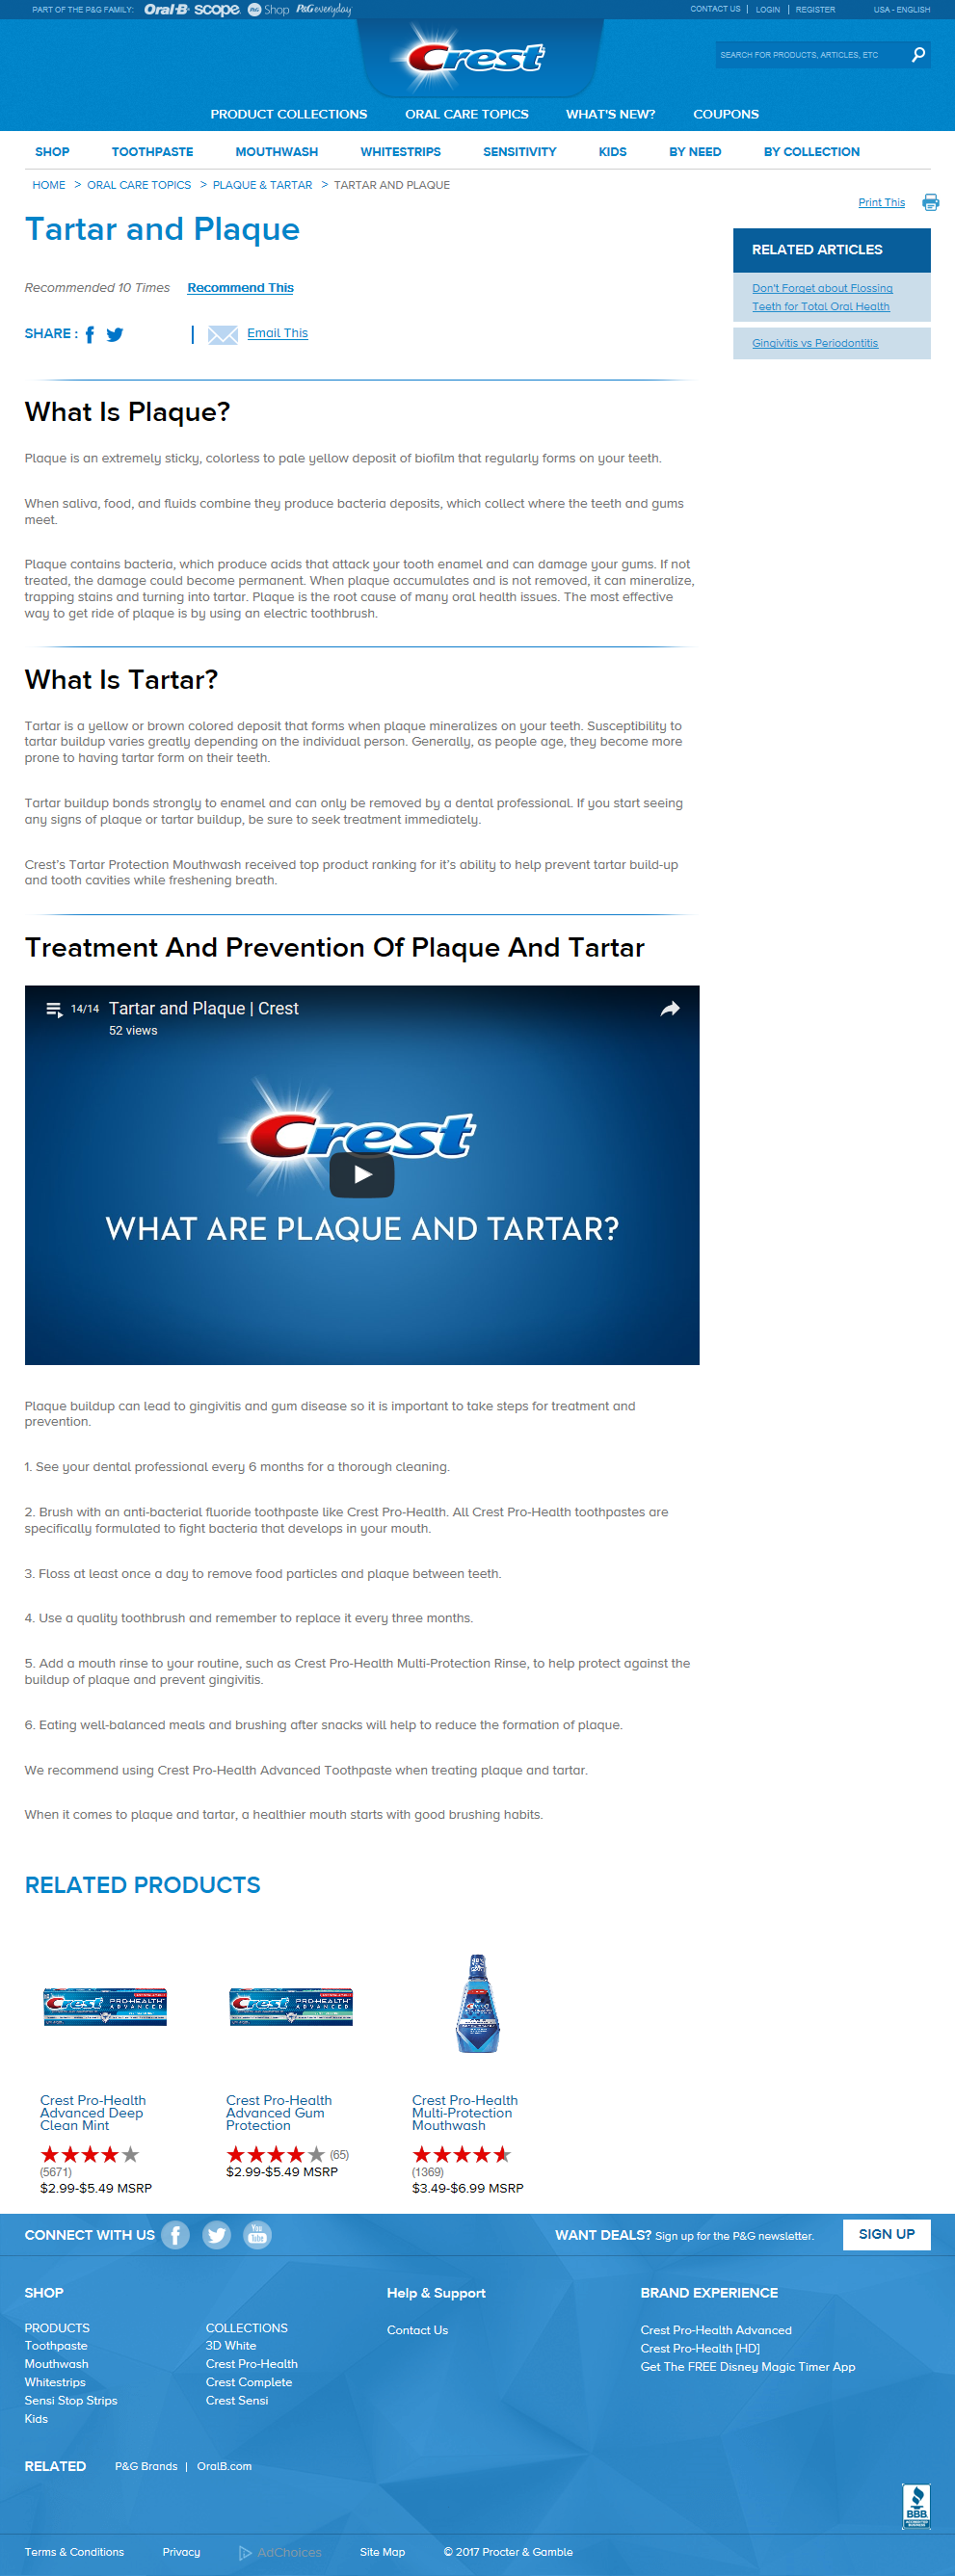 PART OF THE P&G FAMILY: Oral-B scope P&G Shop P&G everyday
CONTACT US | LOGIN | REGISTER USA - ENGLISH
Crest
SEARCH FOR PRODUCTS, ARTICLES, ETC
PRODUCT COLLECTIONS ORAL CARE TOPICS WHAT'S NEW? COUPONS
SHOP TOOTHPASTE MOUTHWASH WHITESTRIPS SENSITIVITY KIDS BY NEED BY COLLECTION
HOME > ORAL CARE TOPICS > PLAQUE & TARTAR > TARTAR AND PLAQUE
Print This
Tartar and Plaque
Recommended 10 Times Recommend This
SHARE : | Email This
RELATED ARTICLES
Don't Forget about Flossing
Teeth for Total Oral Health
Gingivitis vs Periodontitis
What Is Plaque?
Plaque is an extremely sticky, colorless to pale yellow deposit of biofilm that regularly forms on your teeth.
When saliva, food, and fluids combine they produce bacteria deposits, which collect where the teeth and gums
meet.
Plaque contains bacteria, which produce acids that attack your tooth enamel and can damage your gums. If not
treated, the damage could become permanent. When plaque accumulates and is not removed, it can mineralize,
trapping stains and turning into tartar. Plaque is the root cause of many oral health issues. The most effective
way to get ride of plaque is by using an electric toothbrush.
What Is Tartar?
Tartar is a yellow or brown colored deposit that forms when plaque mineralizes on your teeth. Susceptibility to
tartar buildup varies greatly depending on the individual person. Generally, as people age, they become more
prone to having tartar form on their teeth.
Tartar buildup bonds strongly to enamel and can only be removed by a dental professional. If you start seeing
any signs of plaque or tartar buildup, be sure to seek treatment immediately.
Crest's Tartar Protection Mouthwash received top product ranking for it's ability to help prevent tartar build-up
and tooth cavities while freshening breath.
Treatment And Prevention Of Plaque And Tartar
14/14 Tartar and Plaque | Crest
52 views
Crest
WHAT ARE PLAQUE AND TARTAR?
Plaque buildup can lead to gingivitis and gum disease so it is important to take steps for treatment and
prevention.
1. See your dental professional every 6 months for a thorough cleaning.
2. Brush with an anti-bacterial fluoride toothpaste like Crest Pro-Health. All Crest Pro-Health toothpastes are
specifically formulated to fight bacteria that develops in your mouth.
3. Floss at least once a day to remove food particles and plaque between teeth.
4. Use a quality toothbrush and remember to replace it every three months.
5. Add a mouth rinse to your routine, such as Crest Pro-Health Multi-Protection Rinse, to help protect against the
buildup of plaque and prevent gingivitis.
6. Eating well-balanced meals and brushing after snacks will help to reduce the formation of plaque.
We recommend using Crest Pro-Health Advanced Toothpaste when treating plaque and tartar.
When it comes to plaque and tartar, a healthier mouth starts with good brushing habits.
RELATED PRODUCTS
Crest PRO-HEALTH
ADVANCED
Crest PRO-HEALTH
ADVANCED
Crest Pro-Health
Advanced Deep
Clean Mint
(5671)
$2.99-$5.49 MSRP
Crest Pro-Health
Advanced Gum
Protection
(65)
$2.99-$5.49 MSRP
Crest Pro-Health
Multi-Protection
Mouthwash
(1369)
$3.49-$6.99 MSRP
CONNECT WITH US You Tube
WANT DEALS? Sign up for the P&G newsletter. SIGN UP
SHOP
PRODUCTS
Toothpaste
Mouthwash
Whitestrips
Sensi Stop Strips
Kids
COLLECTIONS
3D White
Crest Pro-Health
Crest Complete
Crest Sensi
Help & Support
Contact Us
BRAND EXPERIENCE
Crest Pro-Health Advanced
Crest Pro-Health [HD]
Get The FREE Disney Magic Timer App
RELATED P&G Brands | OralB.com
BBB
Terms & Conditions Privacy AdChoices Site Map © 2017 Procter & Gamble